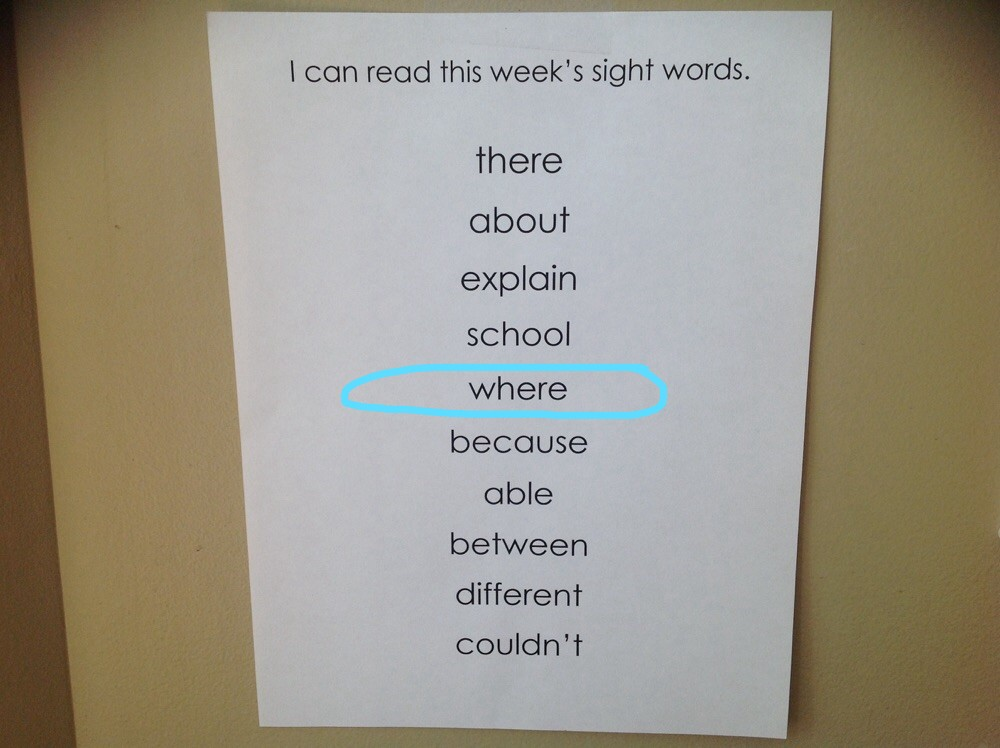 I can read this week's sight words.
there
about
explain
school
where
because
able
between
different
couldn't